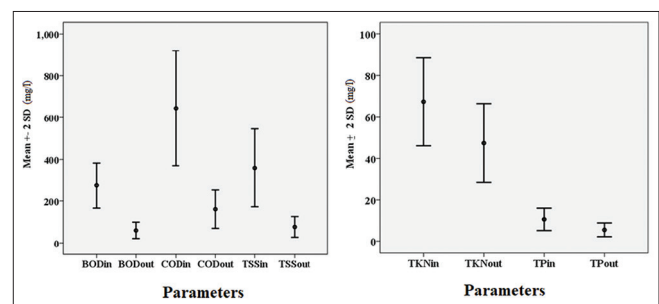 Mean +- 2 SD (mg/l)
1,000
800
600
400
200
0
BODin BODout CODin CODout TSSin TSSout
Parameters
Mean ± 2 SD (mg/l)
100
80
60
40
20
0
TKNin TKNout TPin TPout
Parameters